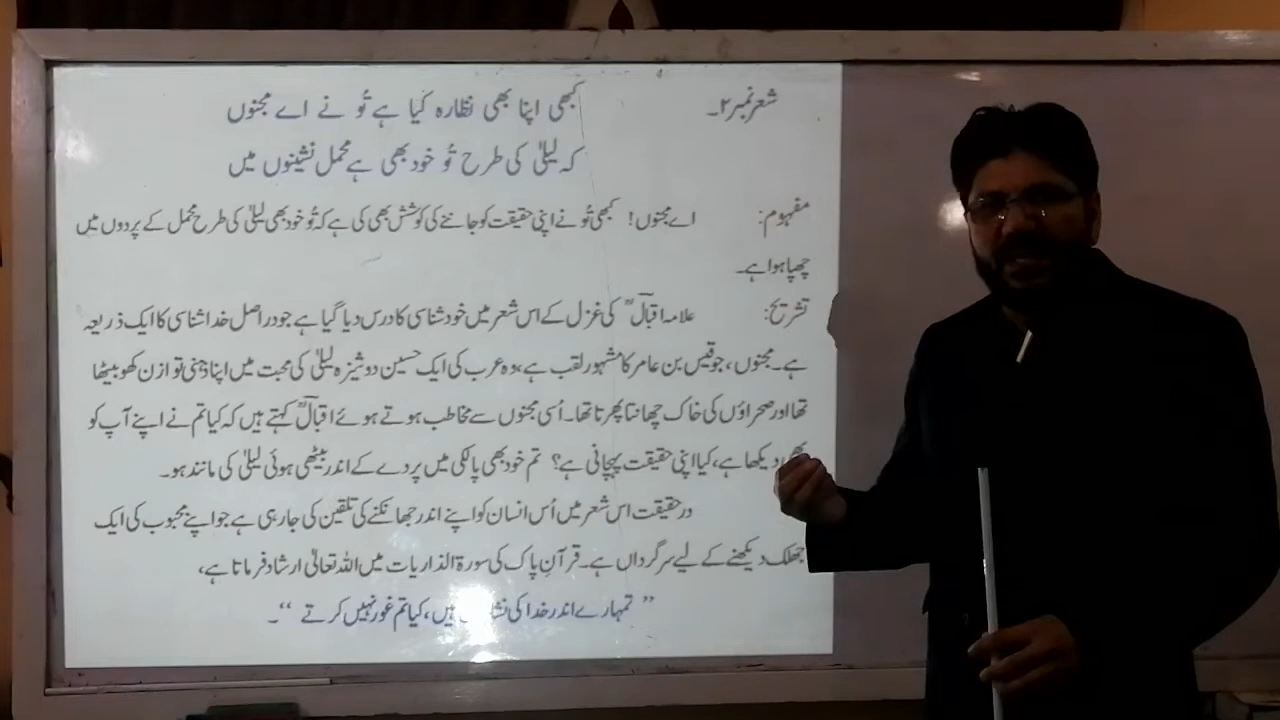 شعر نمبر ۲۔ کبھی اپنا بھی نظارہ کیا ہے تُو نے اے مجنوں
کہ لیلیٰ کی طرح تُو خود بھی ہے محمل نشینوں میں
مفہوم: اے مجنوں! کبھی تُو نے اپنی حقیقت کو جاننے کی کوشش بھی کی ہے کہ تُو خود بھی لیلیٰ کی طرح محمل کے پردوں میں
چھپا ہوا ہے۔
تشریح: علامہ اقبالؒ کی غزل کے اس شعر میں خود شناسی کا درس دیا گیا ہے جو دراصل خدا شناسی کا ایک ذریعہ
ہے۔ مجنوں، جو قیس بن عامر کا مشہور لقب ہے، وہ عرب کی ایک حسین دوشیزہ لیلیٰ کی محبت میں اپنا ذہنی توازن کھو بیٹھا
تھا اور صحراؤں کی خاک چھانتا پھرتا تھا۔ اُسی مجنوں سے مخاطب ہوتے ہوئے اقبالؒ کہتے ہیں کہ کیا تم نے اپنے آپ کو
دیکھا ہے، کیا اپنی حقیقت پہچانی ہے؟ تم خود بھی پالکی میں پردے کے اندر بیٹھی ہوئی لیلیٰ کی مانند ہو۔
درحقیقت اس شعر میں اُس انسان کو اپنے اندر جھانکنے کی تلقین کی جا رہی ہے جو اپنے محبوب کی ایک
جھلک دیکھنے کے لیے سرگرداں ہے۔ قرآنِ پاک کی سورۃ الذاریات میں اللہ تعالیٰ ارشاد فرماتا ہے،
”تمہارے اندر خدا کی ہیں، کیا تم غور نہیں کرتے“۔